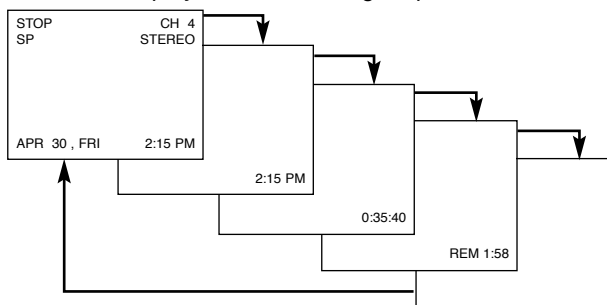 STOP CH 4
SP STEREO
APR 30 , FRI 2:15 PM
2:15 PM
0:35:40
REM 1:58